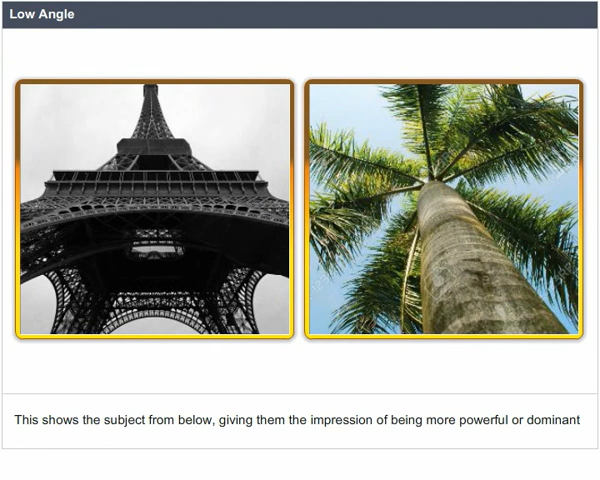 Low Angle
This shows the subject from below, giving them the impression of being more powerful or dominant